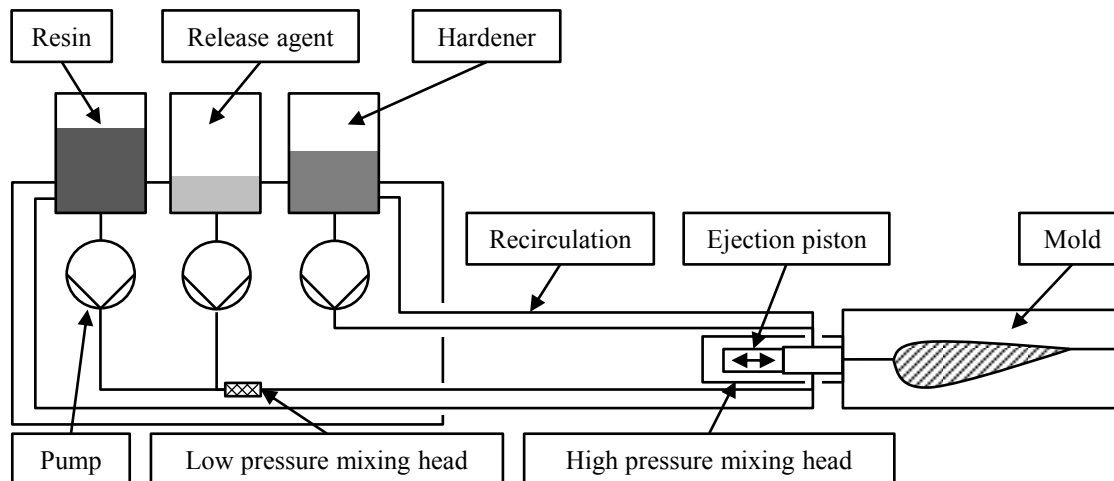 Resin
Release agent
Hardener
Recirculation
Ejection piston
Mold
Pump
Low pressure mixing head
High pressure mixing head